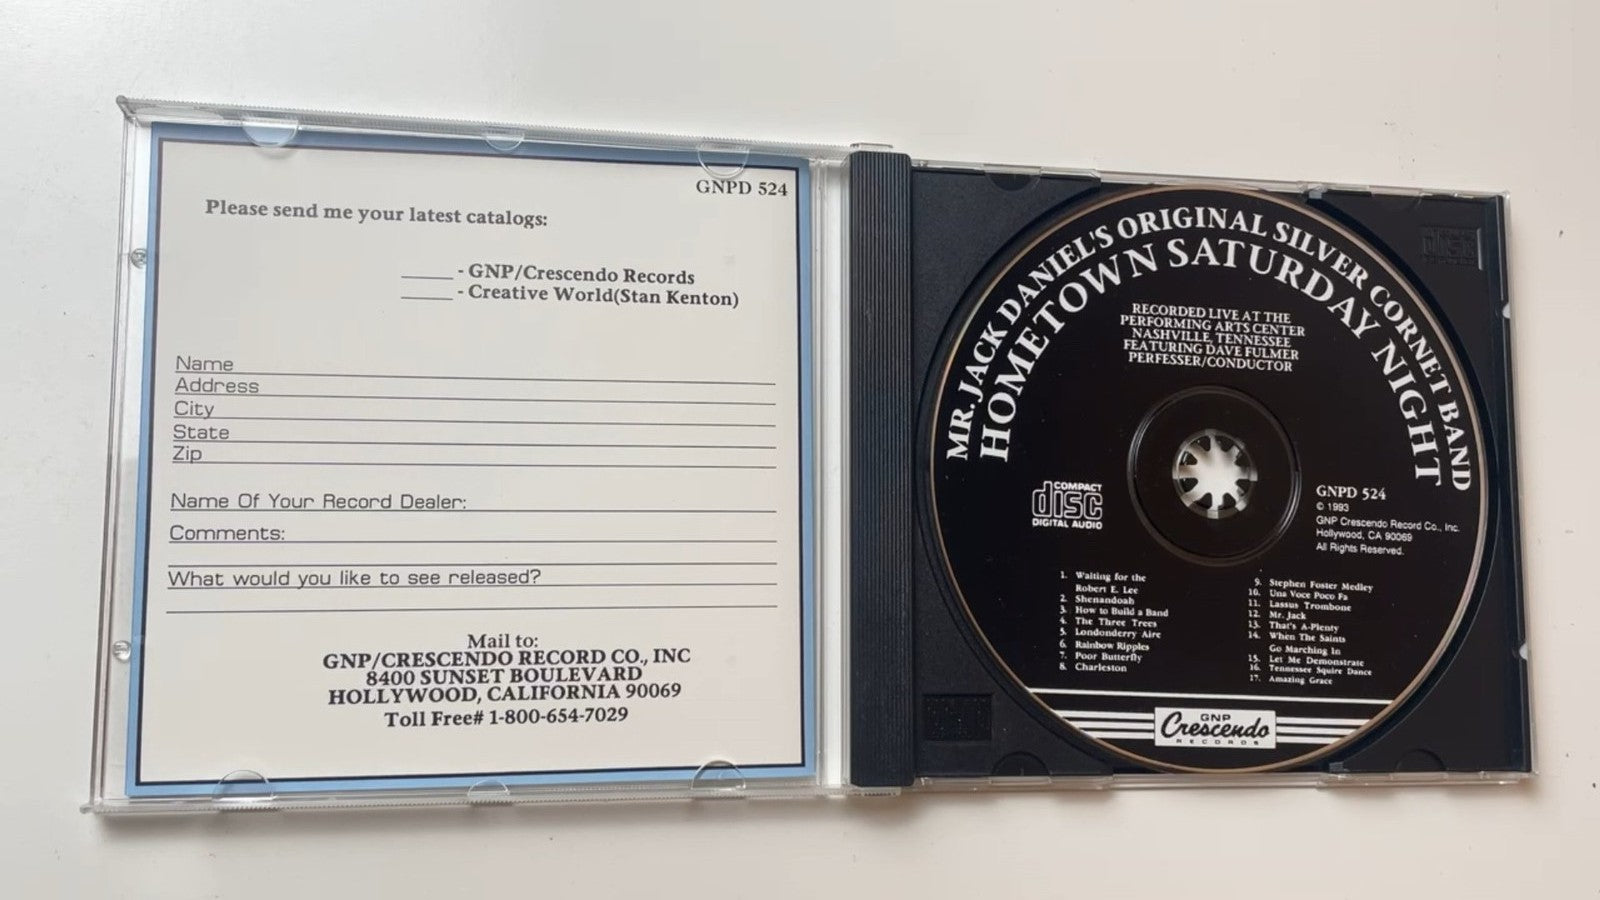 GNPD 524
Please send me your latest catalogs:
_____ - GNP/Crescendo Records
_____ - Creative World(Stan Kenton)
Name
Address
City
State
Zip
Name Of Your Record Dealer:
Comments:
What would you like to see released?
Mail to:
GNP/CRESCENDO RECORD CO., INC
8400 SUNSET BOULEVARD
HOLLYWOOD, CALIFORNIA 90069
Toll Free# 1-800-654-7029
MR. JACK DANIEL'S ORIGINAL SILVER CORNET BAND
HOMETOWN SATURDAY NIGHT
RECORDED LIVE AT THE
PERFORMING ARTS CENTER
NASHVILLE, TENNESSEE
FEATURING DAVE FULMER
PERFESSER/CONDUCTOR
COMPACT
disc
DIGITAL AUDIO
GNPD 524
© 1993
GNP Crescendo Record Co., Inc.
Hollywood, CA 90069
All Rights Reserved.
1. Waiting for the
Robert E. Lee
2. Shenandoah
3. How to Build a Band
4. The Three Trees
5. Londonderry Aire
6. Rainbow Ripples
7. Poor Butterfly
8. Charleston
9. Stephen Foster Medley
10. Una Voce Poco Fa
11. Lassus Trombone
12. Mr. Jack
13. That's A-Plenty
14. When The Saints
Go Marching In
15. Let Me Demonstrate
16. Tennessee Squire Dance
17. Amazing Grace
GNP
Crescendo
RECORDS